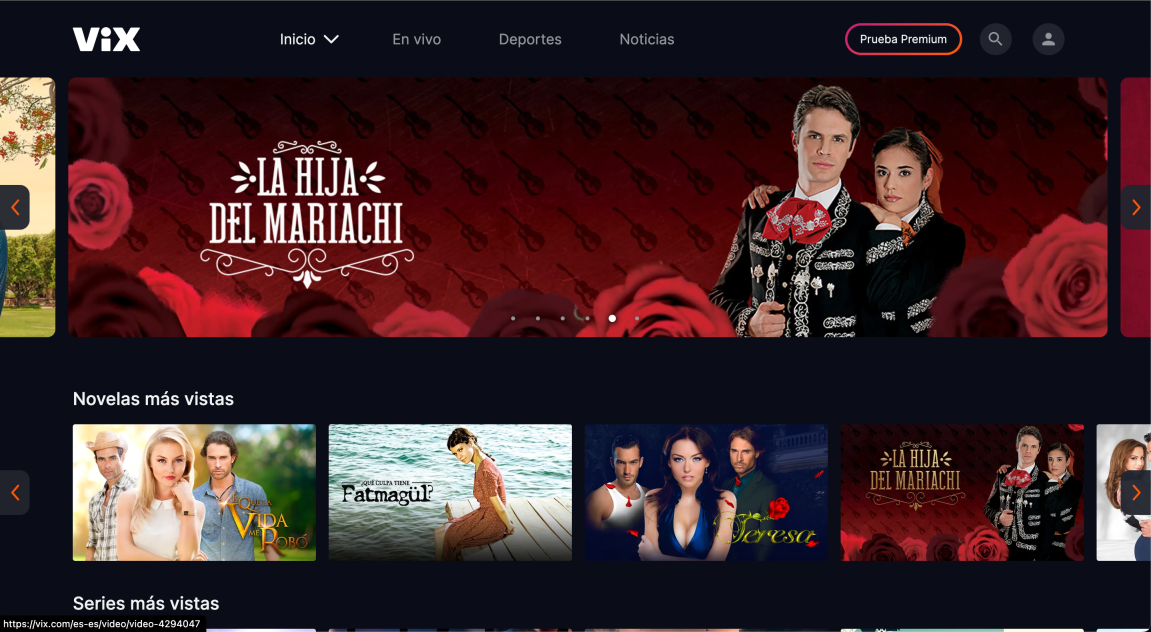 ViX
Inicio
En vivo
Deportes
Noticias
Prueba Premium
LA HIJA
DEL MARIACHI
Novelas más vistas
LO QUE LA
VIDA
ME
ROBÓ
¿QUÉ CULPA TIENE
Fatmagül?
Teresa
LA HIJA
DEL MARIACHI
Series más vistas
https://vix.com/es-es/video/video-4294047